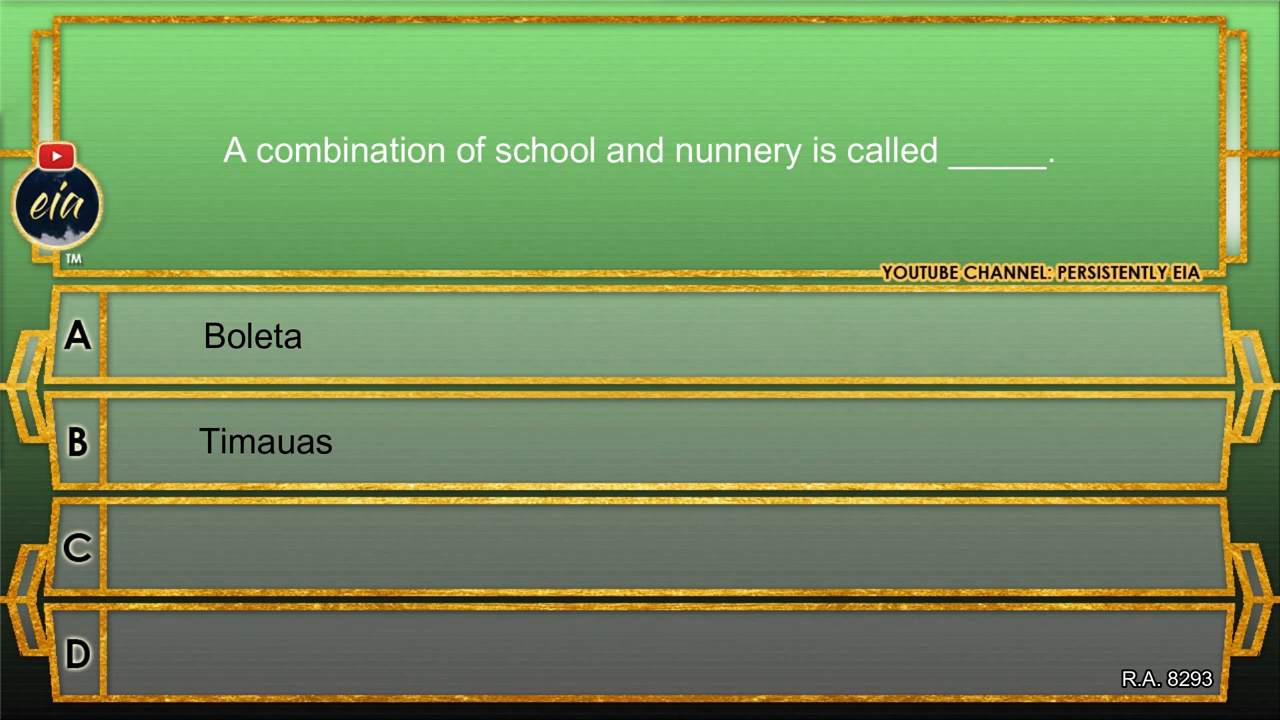 A combination of school and nunnery is called _____.
eia
TM
YOUTUBE CHANNEL: PERSISTENTLY EIA
A Boleta
B Timauas
C
D
R.A. 8293